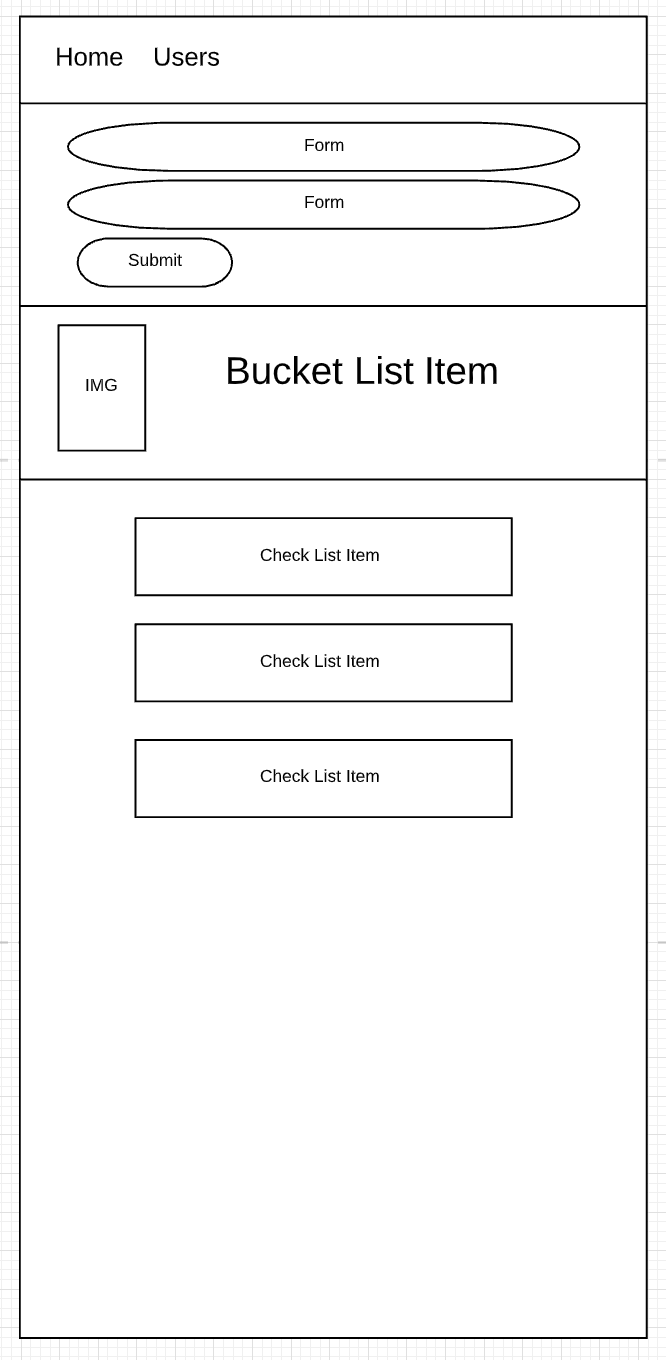 Home Users
Form
Form
Submit
IMG
Bucket List Item
Check List Item
Check List Item
Check List Item